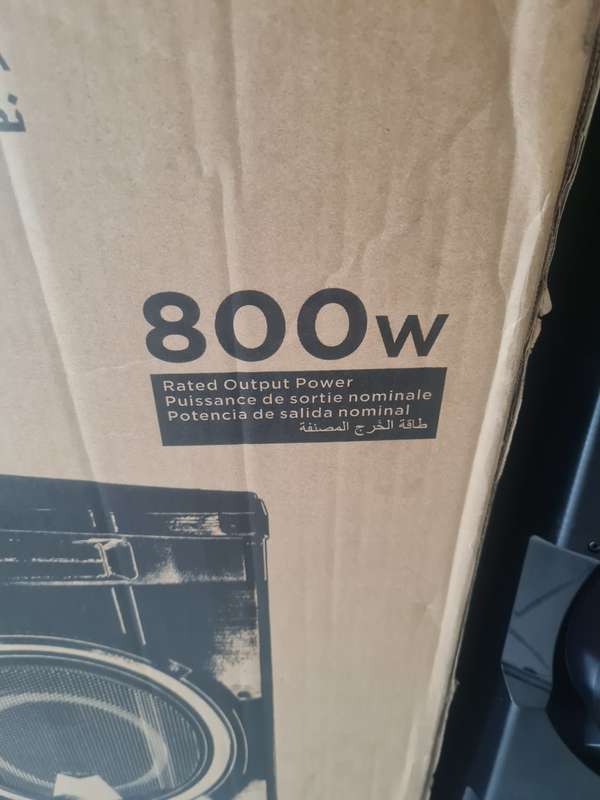 800W
Rated Output Power
Puissance de sortie nominale
Potencia de salida nominal
طاقة الخرج المصنفة